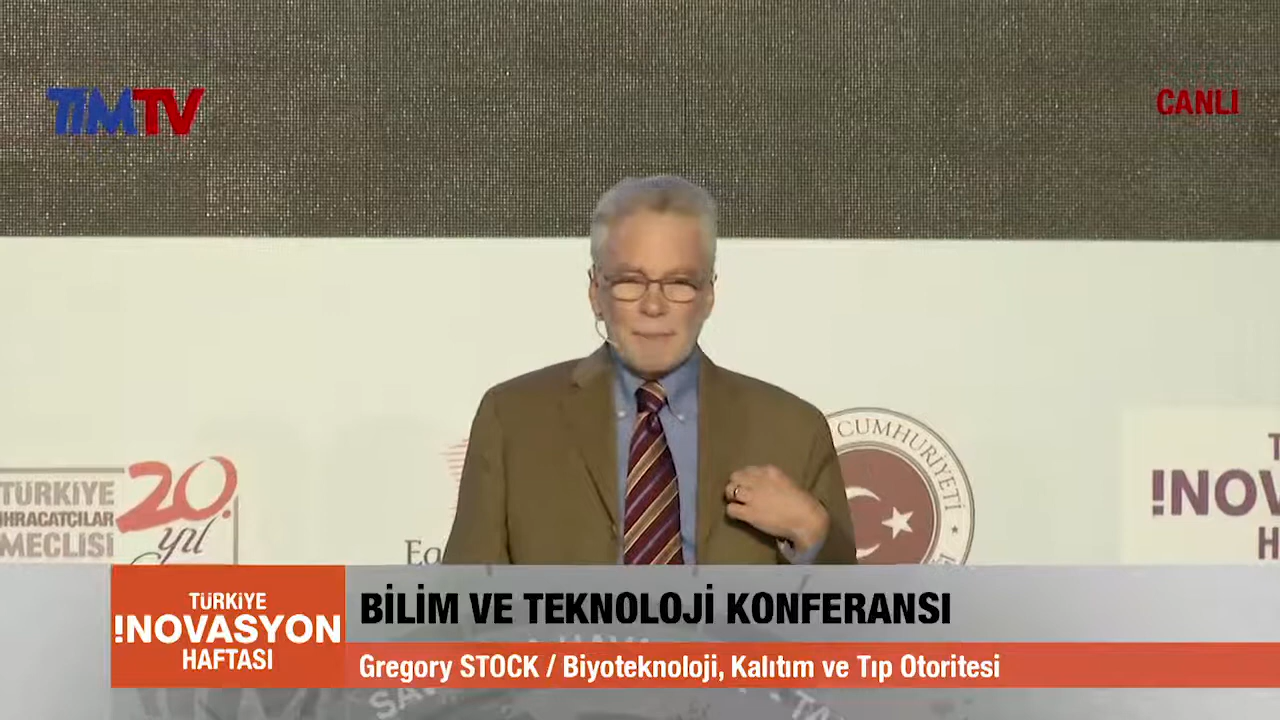 TİMTV
CANLI
CUMHURİYETİ
TÜRKİYE
İHRACATÇILAR
MECLİSİ
20.
yıl
TÜRKİYE
!NOVASYON
HAFTASI
BİLİM VE TEKNOLOJİ KONFERANSI
Gregory STOCK / Biyoteknoloji, Kalıtım ve Tıp Otoritesi